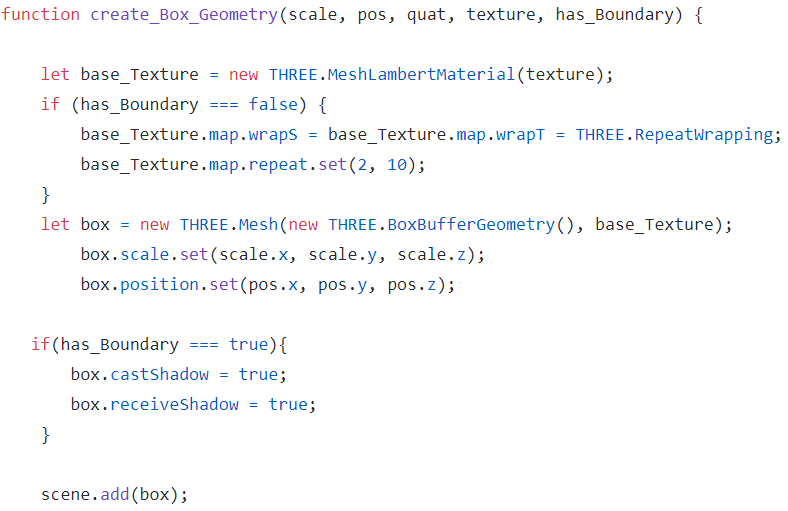 function create_Box_Geometry(scale, pos, quat, texture, has_Boundary) {
let base_Texture = new THREE.MeshLambertMaterial(texture);
if (has_Boundary === false) {
base_Texture.map.wrapS = base_Texture.map.wrapT = THREE.RepeatWrapping;
base_Texture.map.repeat.set(2, 10);
}
let box = new THREE.Mesh(new THREE.BoxBufferGeometry(), base_Texture);
box.scale.set(scale.x, scale.y, scale.z);
box.position.set(pos.x, pos.y, pos.z);
if(has_Boundary === true){
box.castShadow = true;
box.receiveShadow = true;
}
scene.add(box);